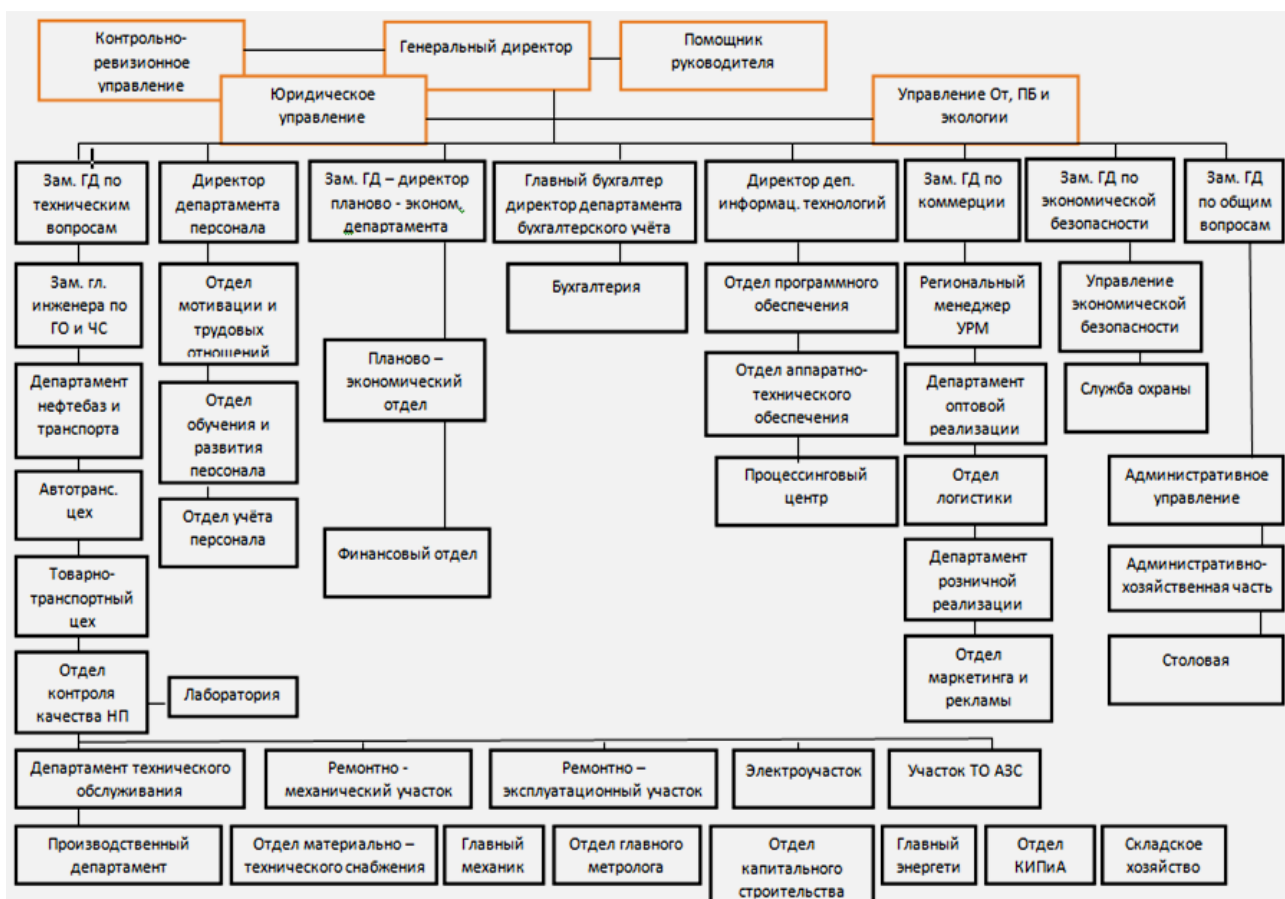 Контрольно-
ревизионное
управление
Генеральный директор
Помощник
руководителя
Юридическое
управление
Управление От, ПБ и
экологии
Зам. ГД по
техническим
вопросам
Директор
департамента
персонала
Зам. ГД – директор
планово - эконом.
департамента
Главный бухгалтер
директор департамента
бухгалтерского учёта
Директор деп.
информац. технологий
Зам. ГД по
коммерции
Зам. ГД по
экономической
безопасности
Зам. ГД
по общим
вопросам
Зам. гл.
инженера по
ГО и ЧС
Отдел
мотивации и
трудовых
отношений
Бухгалтерия
Отдел программного
обеспечения
Региональный
менеджер
УРМ
Управление
экономической
безопасности
Планово –
экономический
отдел
Департамент
нефтебаз и
транспорта
Отдел
обучения и
развития
персонала
Отдел аппаратно-
технического
обеспечения
Департамент
оптовой
реализации
Служба охраны
Автотранс.
цех
Отдел учёта
персонала
Финансовый отдел
Процессинговый
центр
Отдел
логистики
Административное
управление
Товарно-
транспортный
цех
Департамент
розничной
реализации
Административно-
хозяйственная часть
Отдел
контроля
качества НП
Лаборатория
Отдел
маркетинга и
рекламы
Столовая
Департамент технического
обслуживания
Ремонтно -
механический участок
Ремонтно –
эксплуатационный участок
Электроучасток
Участок ТО АЗС
Производственный
департамент
Отдел материально –
технического снабжения
Главный
механик
Отдел главного
метролога
Отдел
капитального
строительства
Главный
энергети
Отдел
КИПиА
Складское
хозяйство